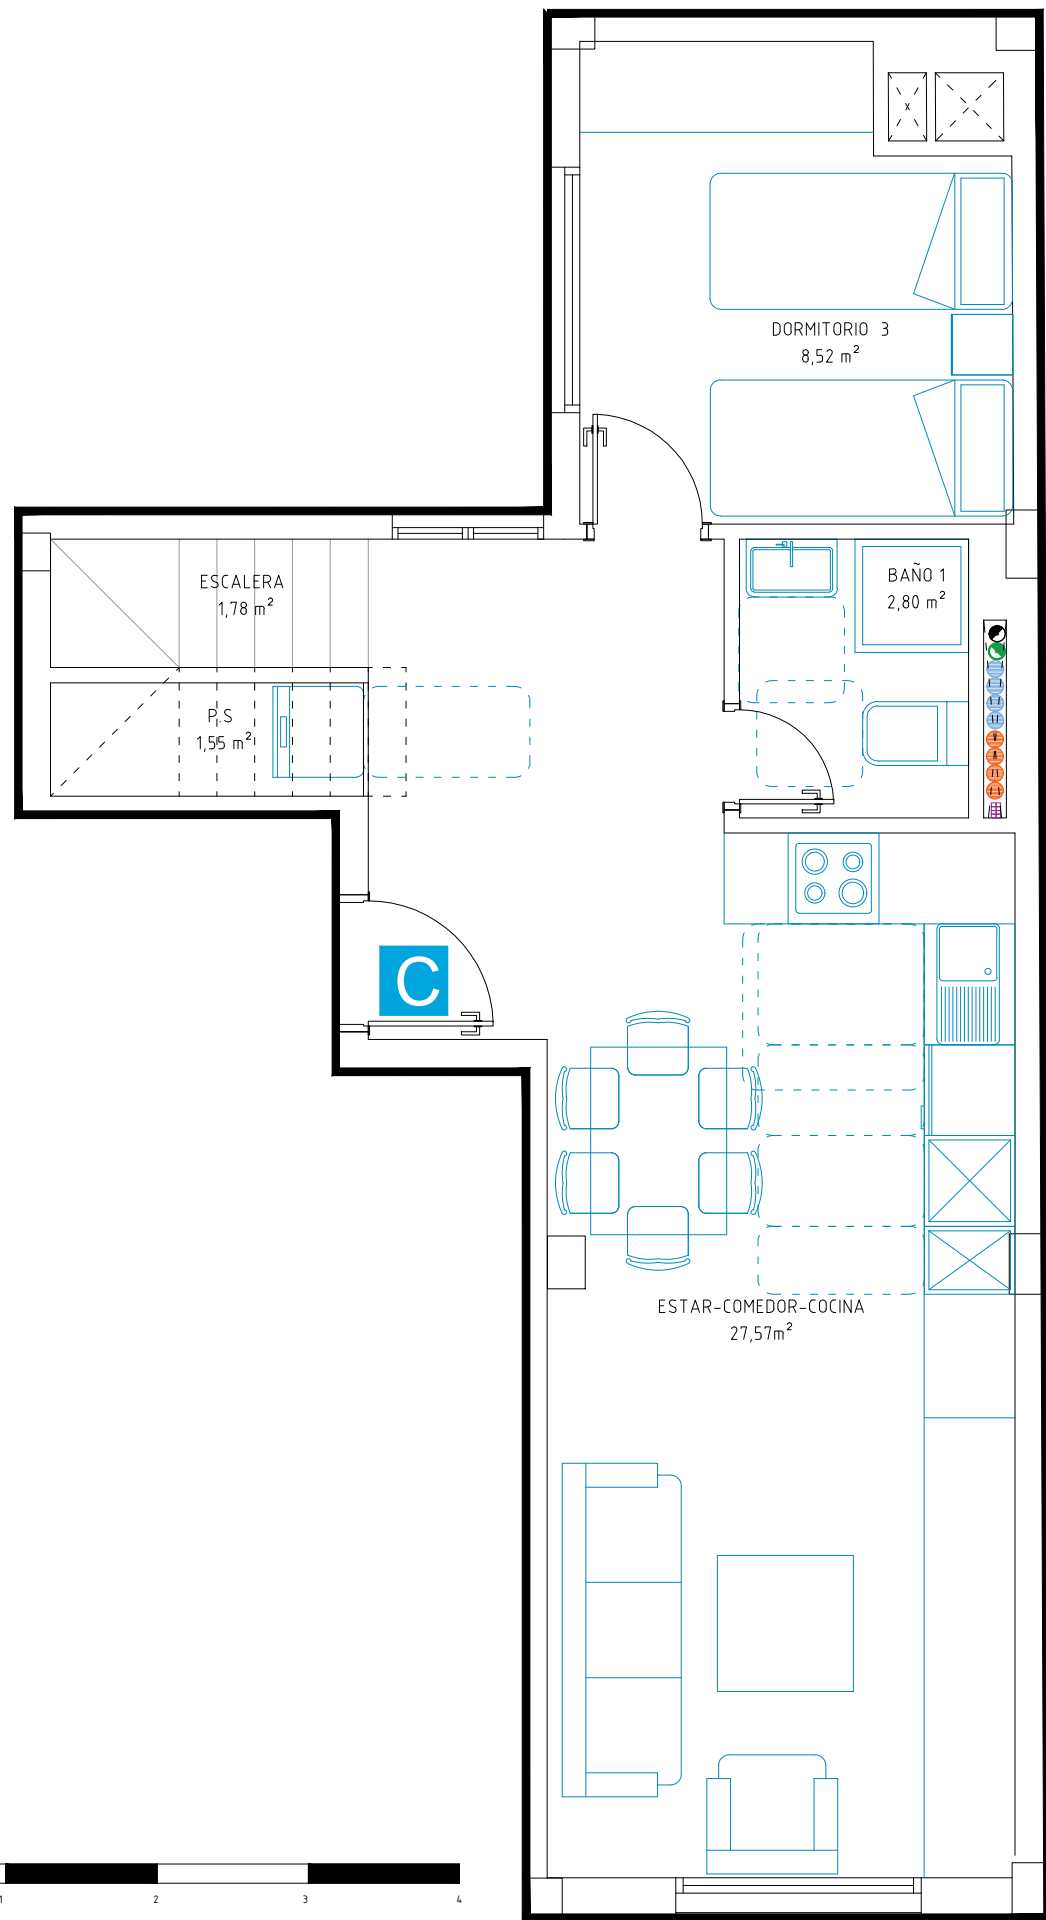 DORMITORIO 3
8,52 m²
ESCALERA
1,78 m²
BAÑO 1
2,80 m²
P.S
1,55 m²
C
ESTAR-COMEDOR-COCINA
27,57m²
1 2 3 4